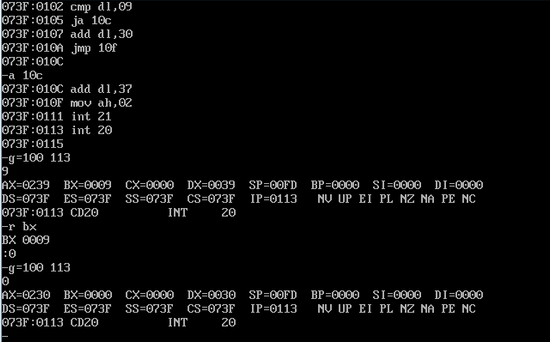 073F:0102 cmp dl,09
073F:0105 ja 10c
073F:0107 add dl,30
073F:010A jmp 10f
073F:010C
-a 10c
073F:010C add dl,37
073F:010F mov ah,02
073F:0111 int 21
073F:0113 int 20
073F:0115
-g=100 113
9
AX=0239 BX=0009 CX=0000 DX=0039 SP=00FD BP=0000 SI=0000 DI=0000
DS=073F ES=073F SS=073F CS=073F IP=0113 NV UP EI PL NZ NA PE NC
073F:0113 CD20 INT 20
-r bx
BX 0009
:0
-g=100 113
0
AX=0230 BX=0000 CX=0000 DX=0030 SP=00FD BP=0000 SI=0000 DI=0000
DS=073F ES=073F SS=073F CS=073F IP=0113 NV UP EI PL NZ NA PE NC
073F:0113 CD20 INT 20
-